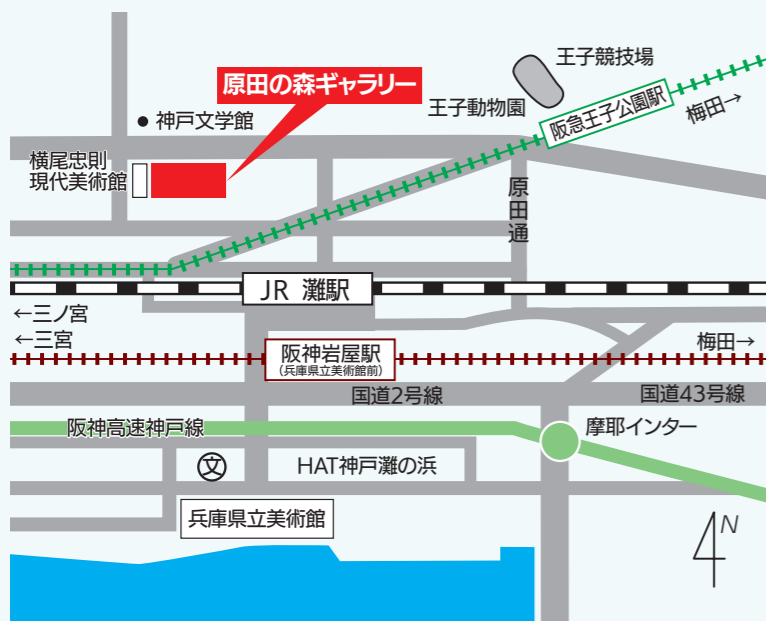 王子競技場
原田の森ギャラリー
王子動物園
阪急王子公園駅
梅田→
神戸文学館
横尾忠則
現代美術館
原田通
JR 灘駅
←三ノ宮
←三宮
阪神岩屋駅
(兵庫県立美術館前)
梅田→
国道2号線
国道43号線
阪神高速神戸線
摩耶インター
文
HAT神戸灘の浜
兵庫県立美術館
N